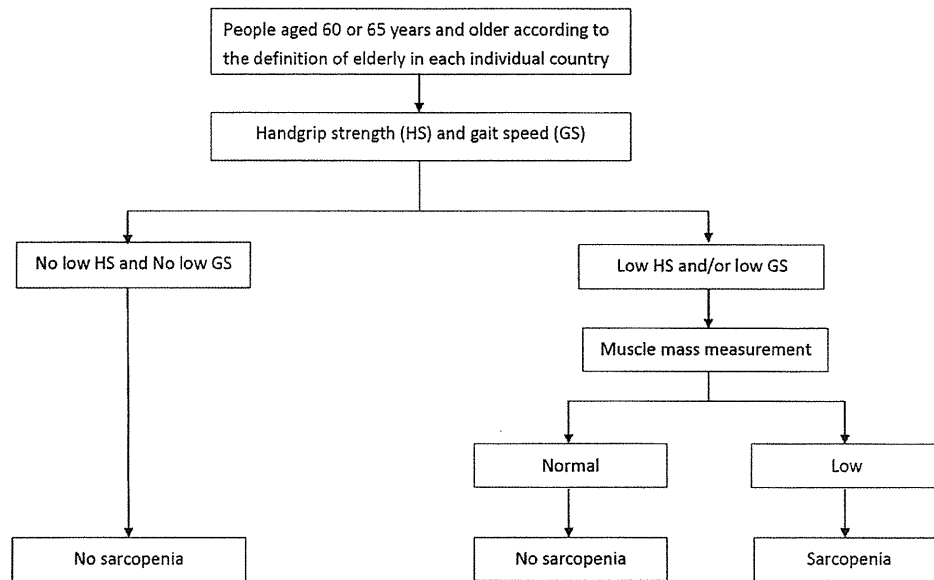 People aged 60 or 65 years and older according to
the definition of elderly in each individual country
Handgrip strength (HS) and gait speed (GS)
No low HS and No low GS
Low HS and/or low GS
Muscle mass measurement
Normal
Low
No sarcopenia
No sarcopenia
Sarcopenia